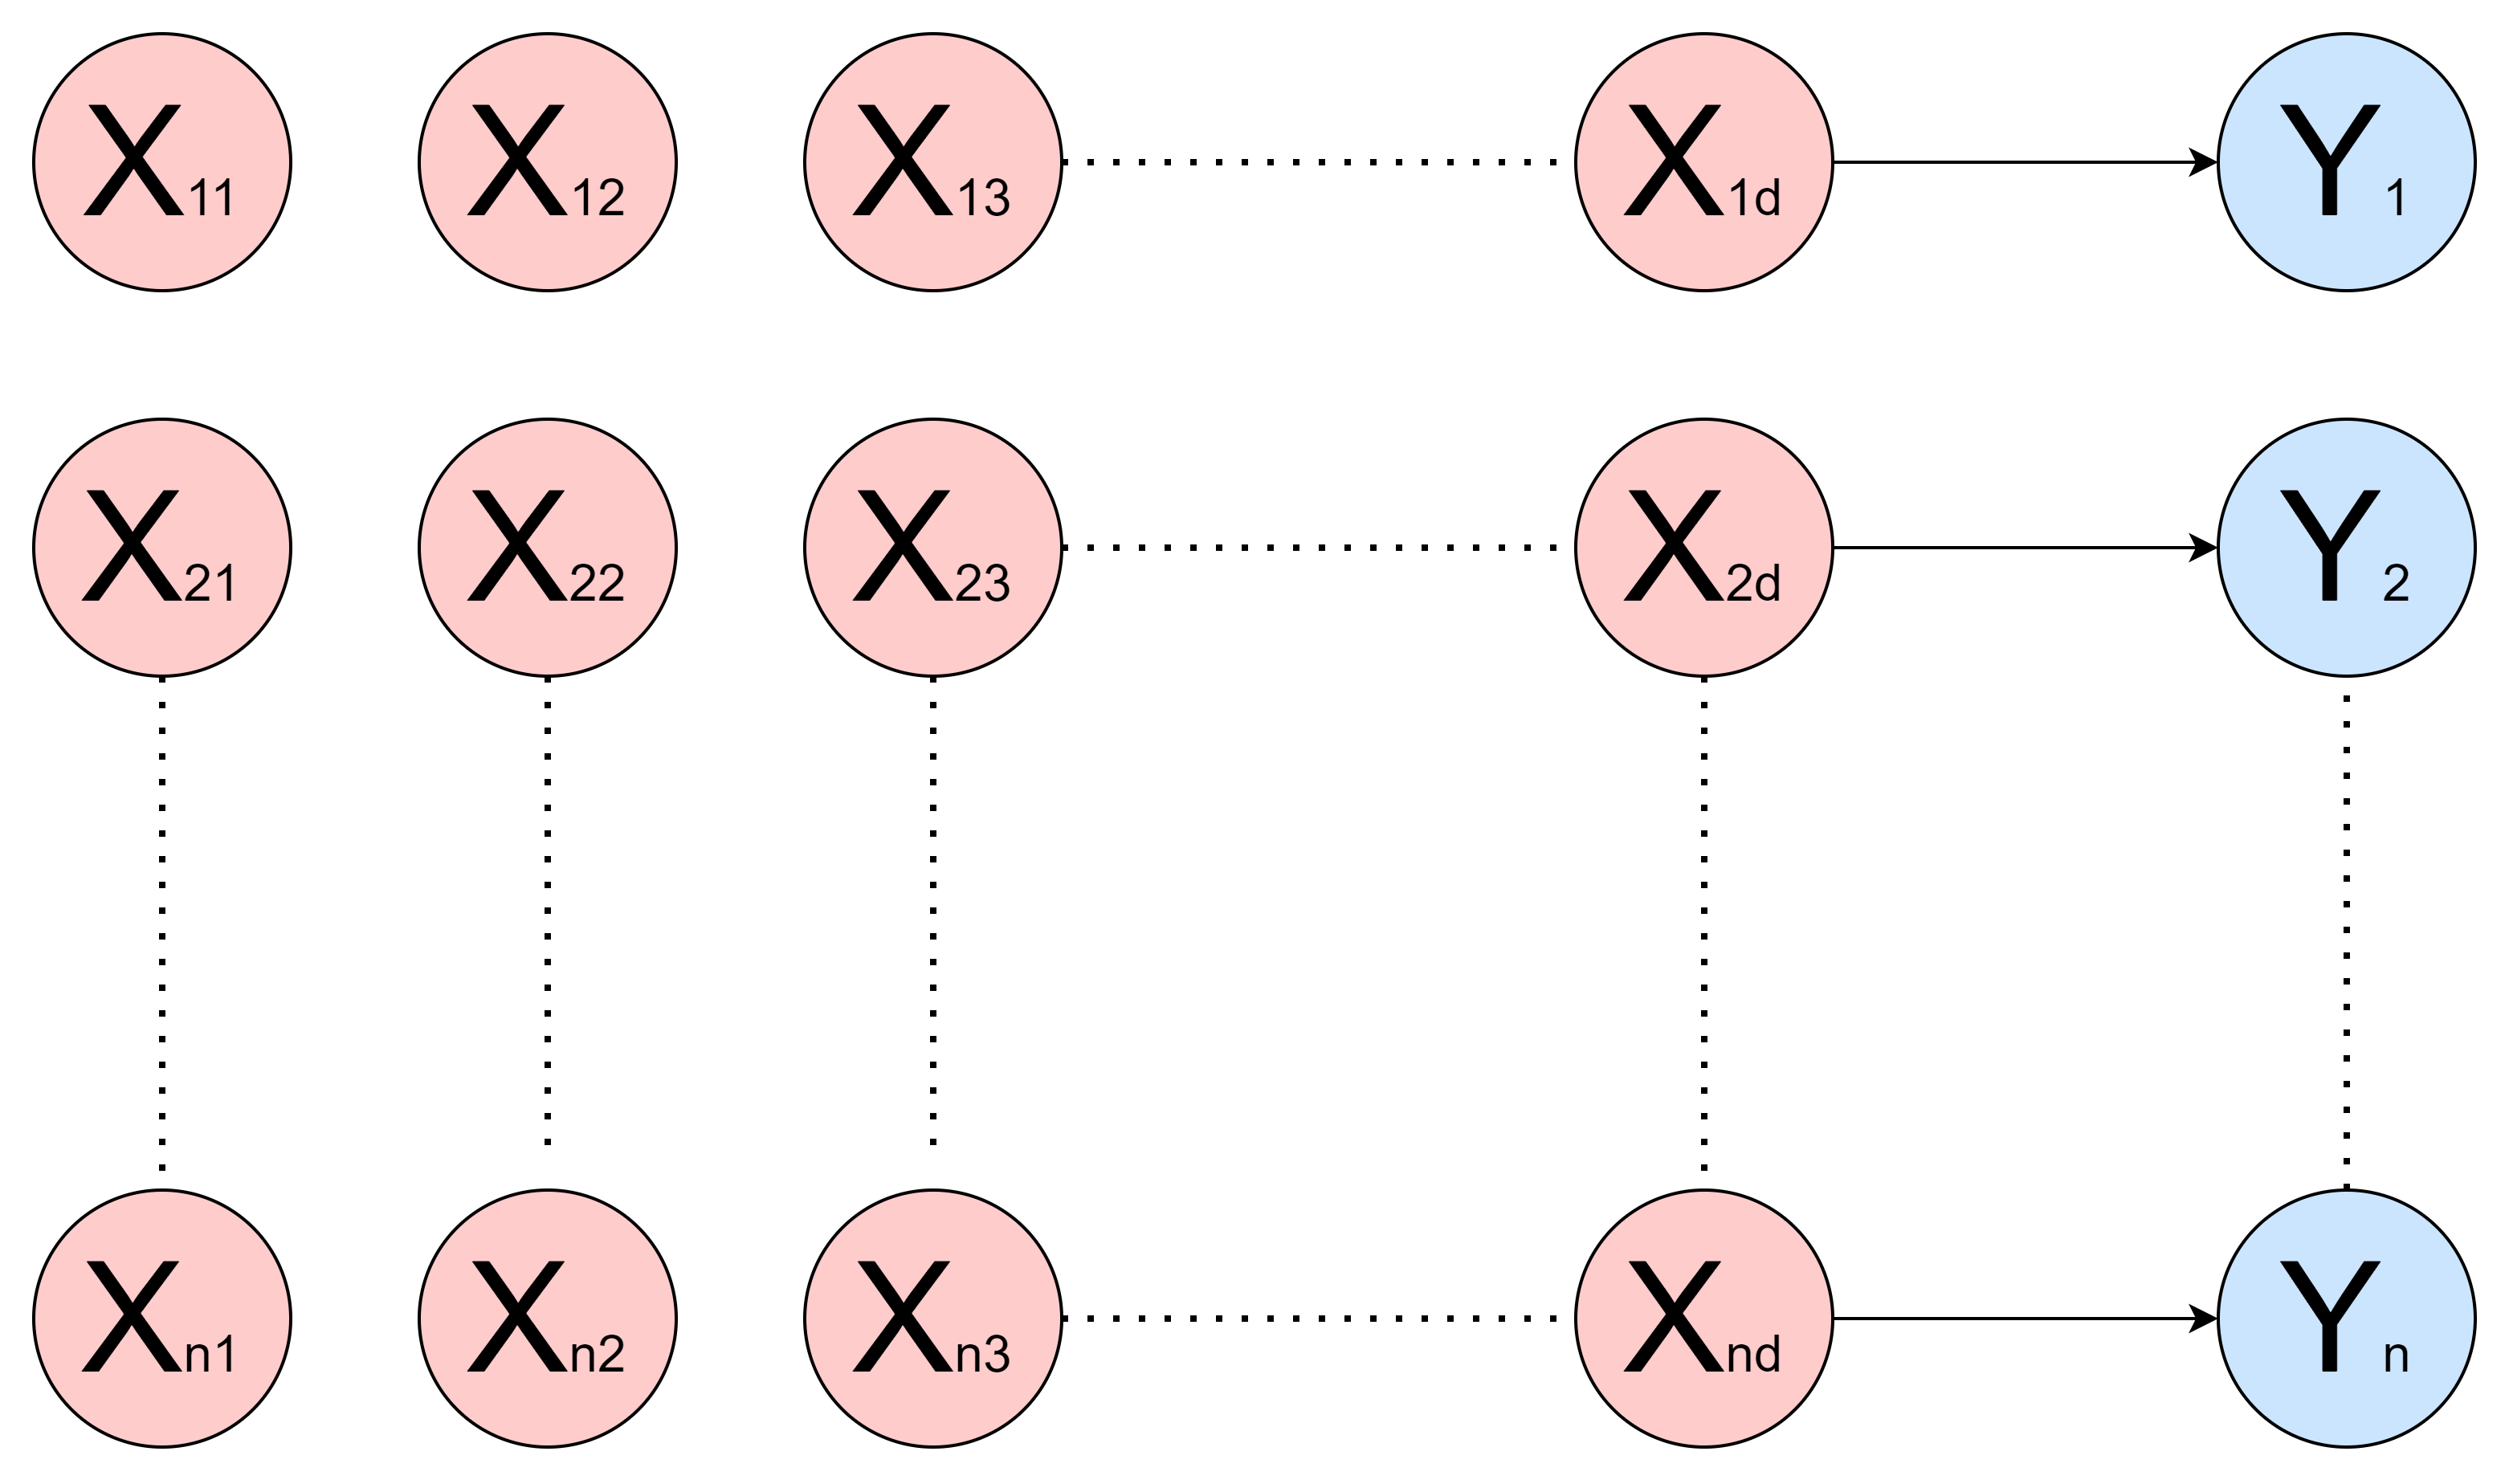 X11 X12 X13 X1d Y1
X21 X22 X23 X2d Y2
Xn1 Xn2 Xn3 Xnd Yn